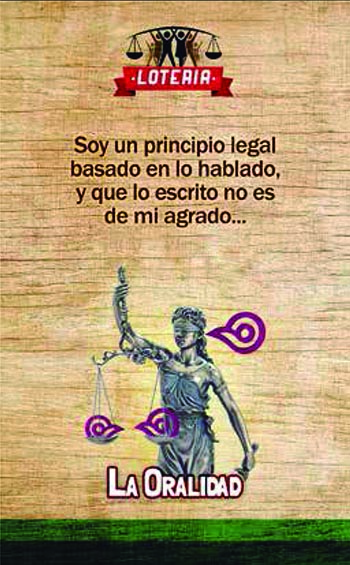 ·LOTERIA·
Soy un principio legal
basado en lo hablado,
y que lo escrito no es
de mi agrado...
LA ORALIDAD